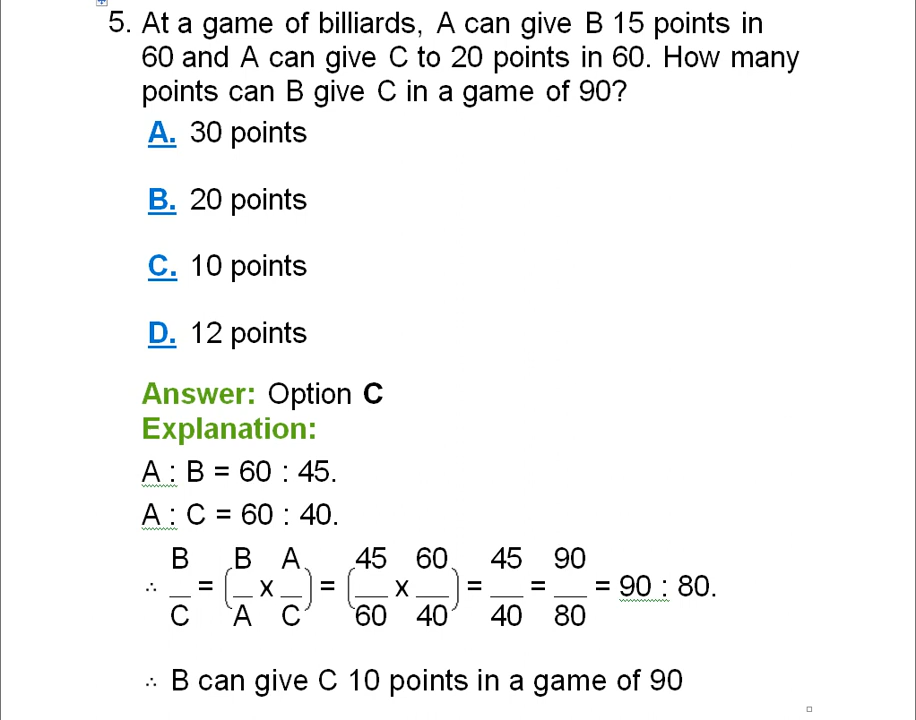 5. At a game of billiards, A can give B 15 points in
60 and A can give C to 20 points in 60. How many
points can B give C in a game of 90?
A. 30 points
B. 20 points
C. 10 points
D. 12 points
Answer: Option C
Explanation:
A : B = 60 : 45.
A : C = 60 : 40.
B B A 45 60 45 90
∴ _ = (_ x _) = (_ x _) = _ = _ = 90 : 80.
C A C 60 40 40 80
∴ B can give C 10 points in a game of 90